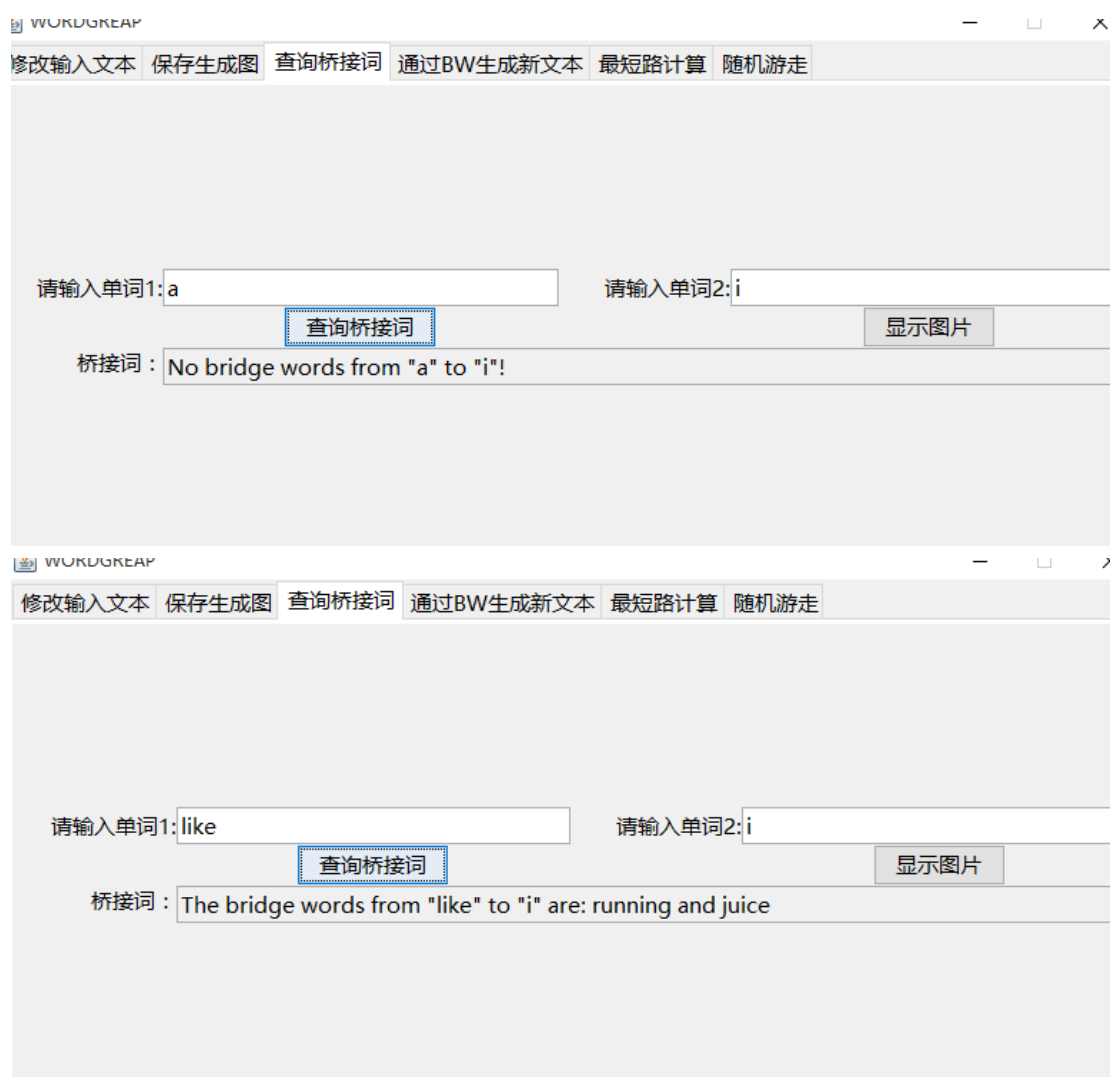 WORDGREAP
修改输入文本 保存生成图 查询桥接词 通过BW生成新文本 最短路计算 随机游走
请输入单词1: a 请输入单词2: i
查询桥接词 显示图片
桥接词： No bridge words from "a" to "i"!
WORDGREAP
修改输入文本 保存生成图 查询桥接词 通过BW生成新文本 最短路计算 随机游走
请输入单词1: like 请输入单词2: i
查询桥接词 显示图片
桥接词： The bridge words from "like" to "i" are: running and juice